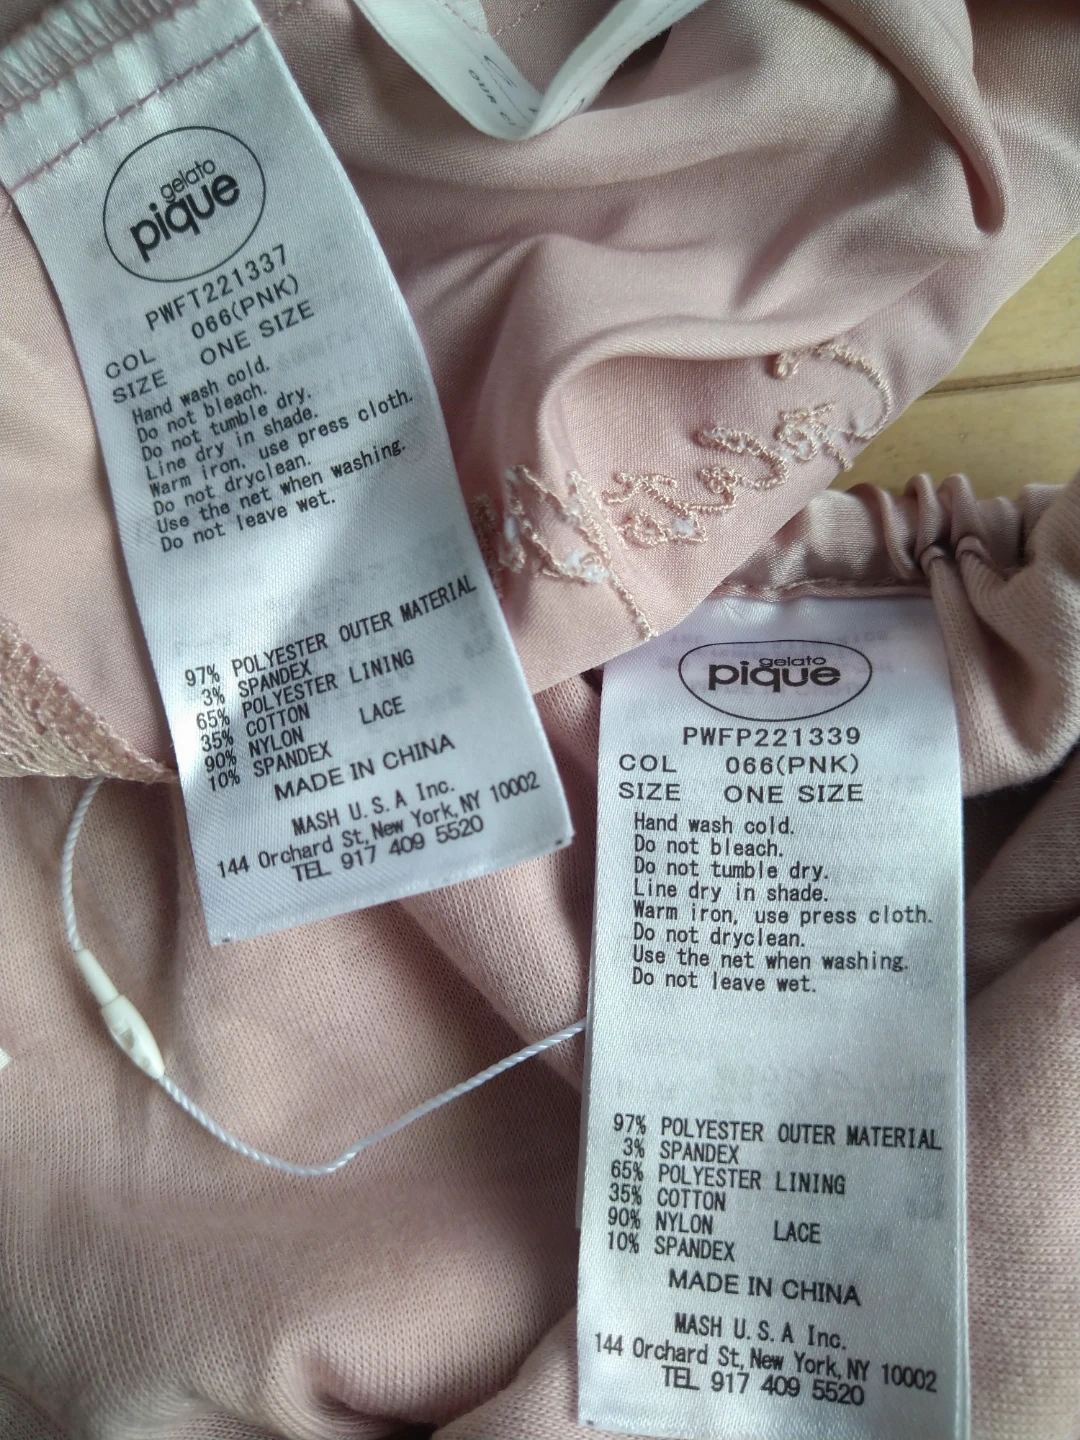 OUR
gelato
pique
PWFT221337
COL 066(PNK)
SIZE ONE SIZE
Hand wash cold.
Do not bleach.
Do not tumble dry.
Line dry in shade.
Warm iron, use press cloth.
Do not dryclean.
Use the net when washing.
Do not leave wet.
97% POLYESTER OUTER MATERIAL
3% SPANDEX
65% POLYESTER LINING
35% COTTON
90% NYLON LACE
10% SPANDEX
MADE IN CHINA
MASH U.S.A Inc.
144 Orchard St, New York, NY 10002
TEL 917 409 5520
gelato
pique
PWFP221339
COL 066(PNK)
SIZE ONE SIZE
Hand wash cold.
Do not bleach.
Do not tumble dry.
Line dry in shade.
Warm iron, use press cloth.
Do not dryclean.
Use the net when washing.
Do not leave wet.
97% POLYESTER OUTER MATERIAL
3% SPANDEX
65% POLYESTER LINING
35% COTTON
90% NYLON LACE
10% SPANDEX
MADE IN CHINA
MASH U.S.A Inc.
144 Orchard St, New York, NY 10002
TEL 917 409 5520